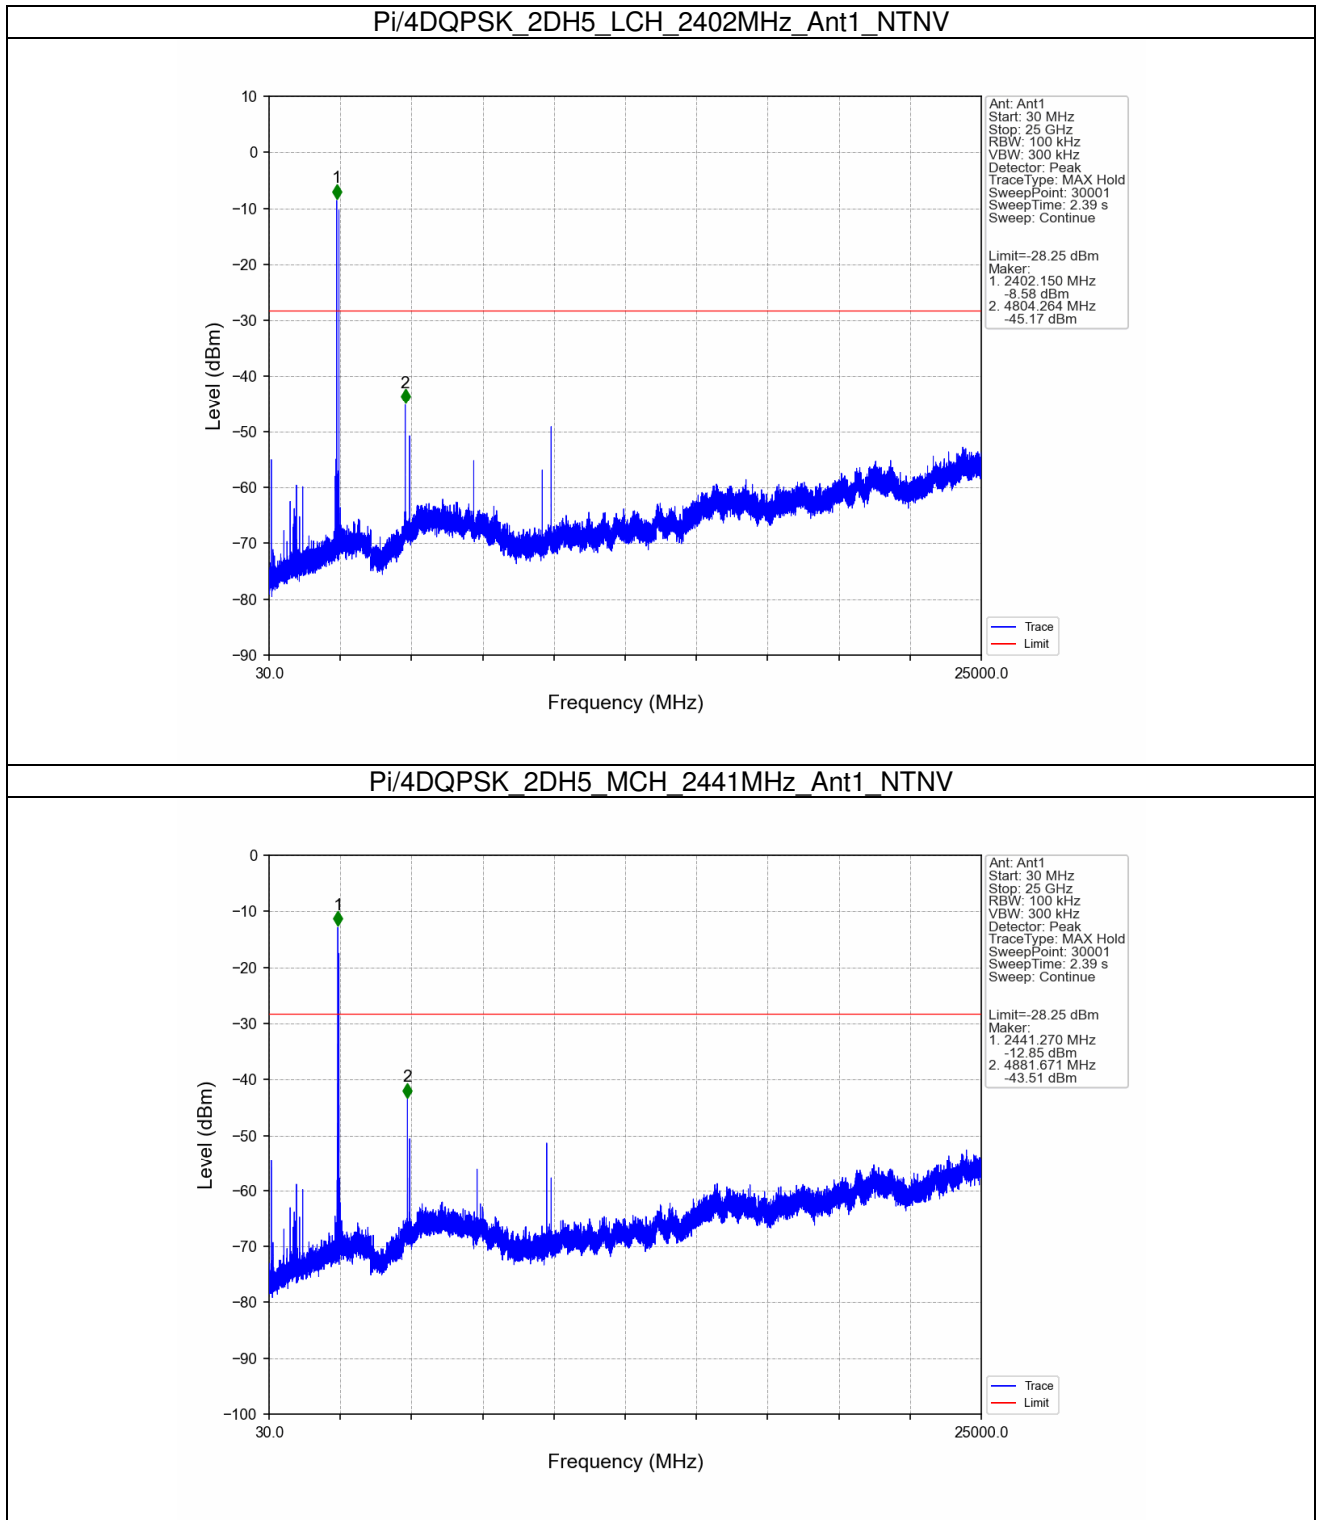 Pi/4DQPSK_2DH5_LCH_2402MHz_Ant1_NTNV
10
0
−10
−20
−30
−40
−50
−60
−70
−80
−90
Level (dBm)
1
2
30.0
25000.0
Frequency (MHz)
Ant: Ant1
Start: 30 MHz
Stop: 25 GHz
RBW: 100 kHz
VBW: 300 kHz
Detector: Peak
TraceType: MAX Hold
SweepPoint: 30001
SweepTime: 2.39 s
Sweep: Continue
Limit=-28.25 dBm
Maker:
1. 2402.150 MHz
-8.58 dBm
2. 4804.264 MHz
-45.17 dBm
Trace
Limit
Pi/4DQPSK_2DH5_MCH_2441MHz_Ant1_NTNV
0
−10
−20
−30
−40
−50
−60
−70
−80
−90
−100
Level (dBm)
1
2
30.0
25000.0
Frequency (MHz)
Ant: Ant1
Start: 30 MHz
Stop: 25 GHz
RBW: 100 kHz
VBW: 300 kHz
Detector: Peak
TraceType: MAX Hold
SweepPoint: 30001
SweepTime: 2.39 s
Sweep: Continue
Limit=-28.25 dBm
Maker:
1. 2441.270 MHz
-12.85 dBm
2. 4881.671 MHz
-43.51 dBm
Trace
Limit